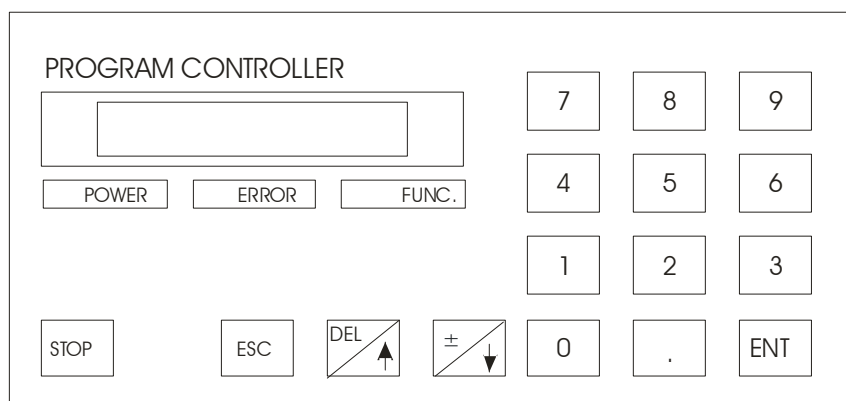 PROGRAM CONTROLLER
7 8 9
POWER ERROR FUNC.
4 5 6
1 2 3
STOP ESC DEL ± 0 . ENT